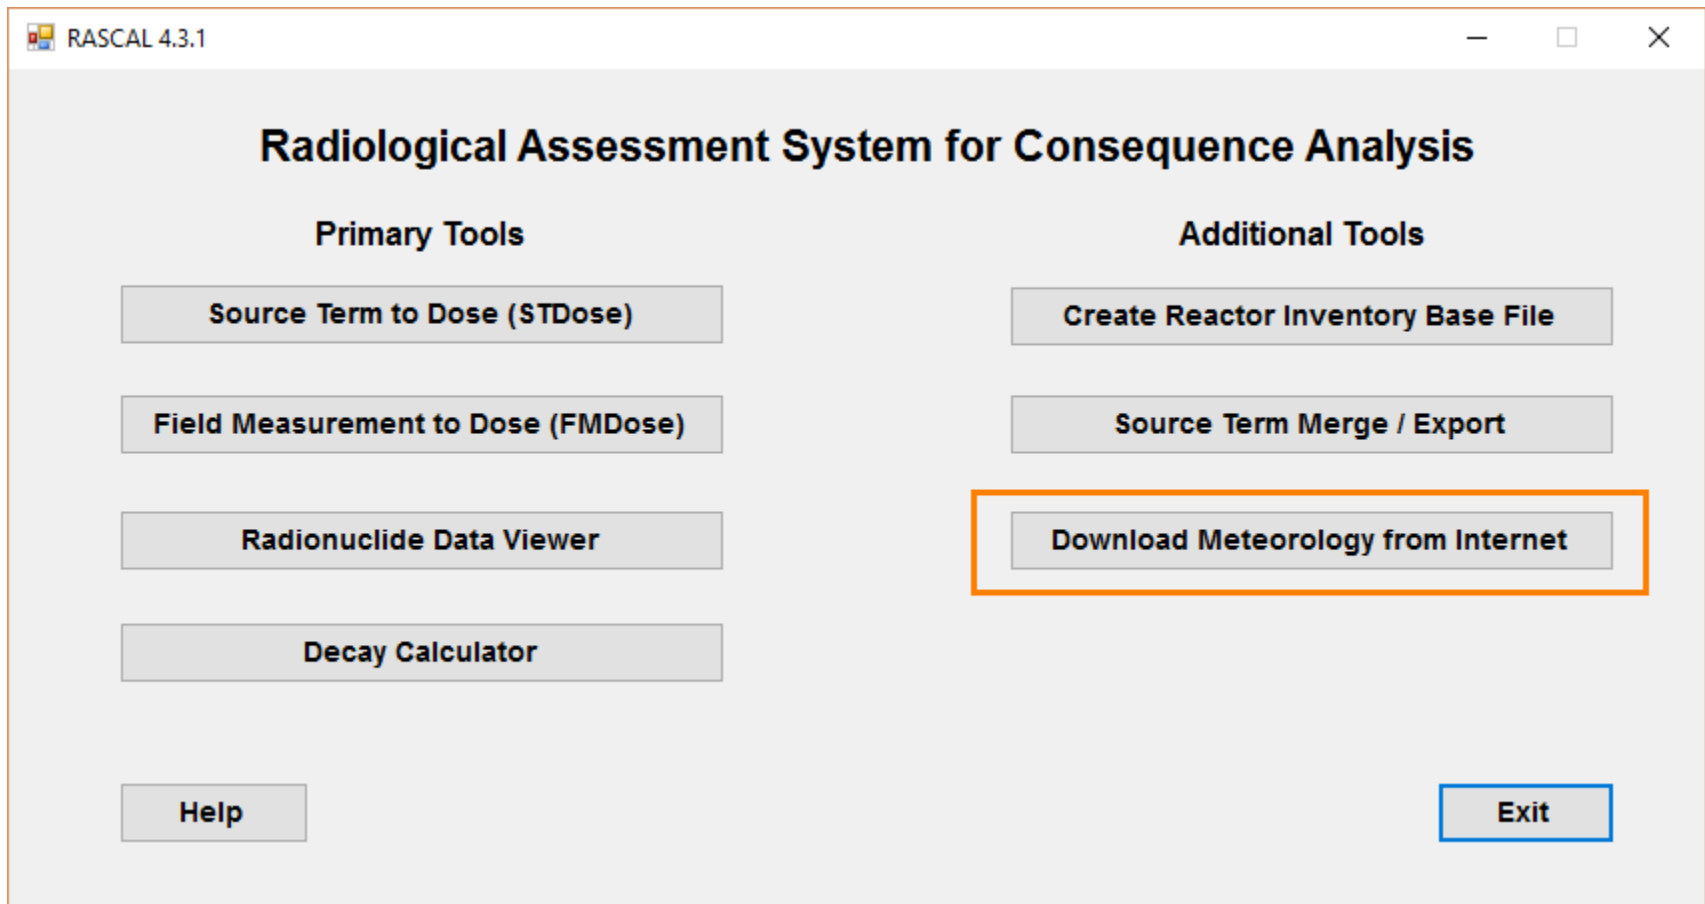 RASCAL 4.3.1
Radiological Assessment System for Consequence Analysis
Primary Tools
Source Term to Dose (STDose)
Field Measurement to Dose (FMDose)
Radionuclide Data Viewer
Decay Calculator
Help
Additional Tools
Create Reactor Inventory Base File
Source Term Merge / Export
Download Meteorology from Internet
Exit